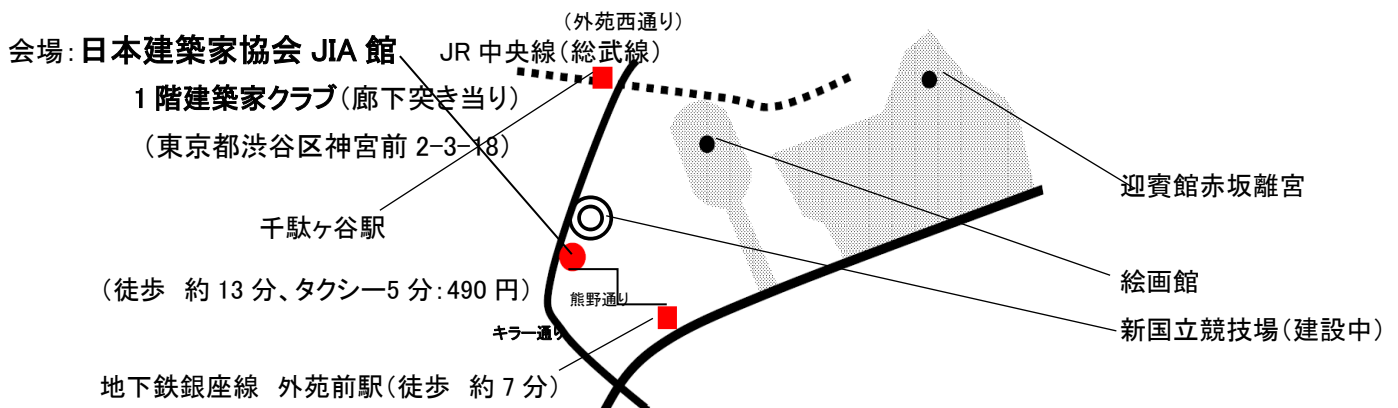 (外苑西通り)
会場：日本建築家協会 JIA 館
JR 中央線(総武線)
1 階建築家クラブ(廊下突き当り)
(東京都渋谷区神宮前 2-3-18)
迎賓館赤坂離宮
千駄ヶ谷駅
絵画館
(徒歓 約 13 分、タクシー5 分：490 円)
熊野通り
新国立競技場(建設中)
キラー通り
地下鉄銀座線 外苑前駅(徒歩 約 7 分)